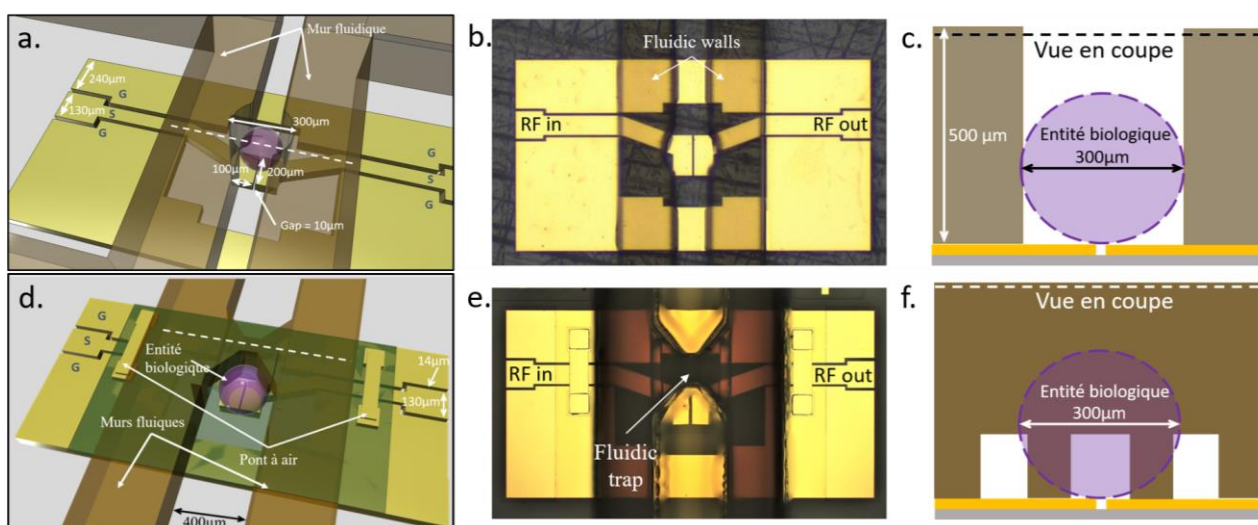 a.
Mur fluidique
240µm
130µm
G
S
G
300µm
100µm
200µm
Gap = 10µm
G
S
G
b.
Fluidic walls
RF in
RF out
c.
Vue en coupe
500 µm
Entité biologique
300µm
d.
G
S
G
Entité
biologique
14µm
130µm
Murs fluiques
Pont à air
400µm
e.
RF in
RF out
Fluidic
trap
f.
Vue en coupe
Entité biologique
300µm